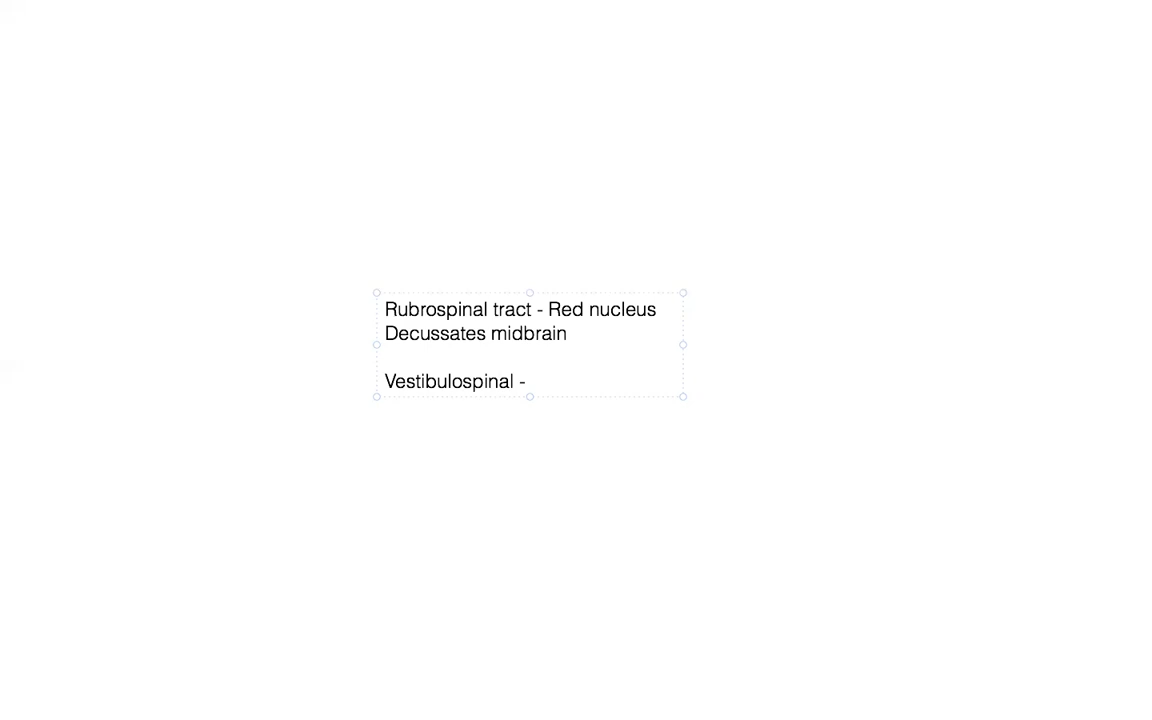 Rubrospinal tract - Red nucleus
Decussates midbrain
Vestibulospinal -